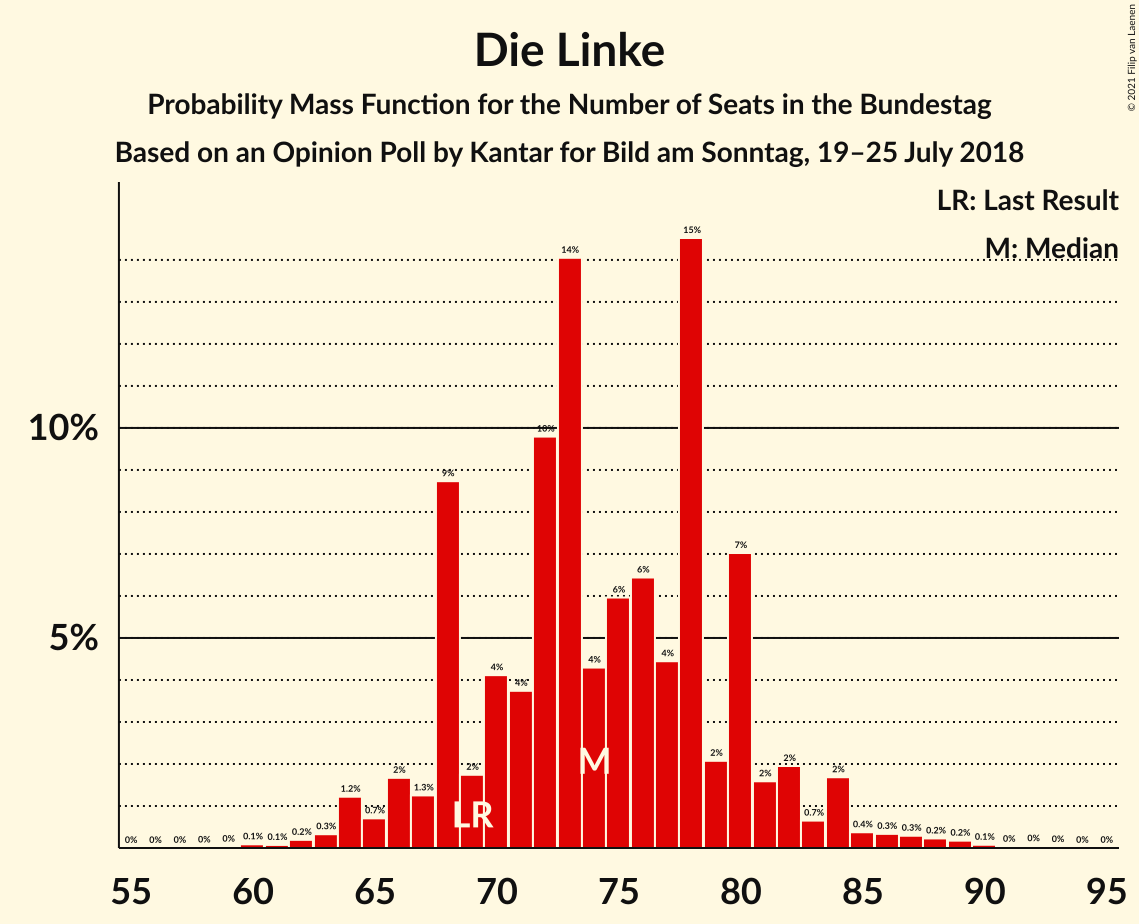 © 2021 Filip van Laenen
Die Linke
Probability Mass Function for the Number of Seats in the Bundestag
Based on an Opinion Poll by Kantar for Bild am Sonntag, 19–25 July 2018
LR: Last Result
M: Median
10%
5%
0% 0% 0% 0% 0% 0.1% 0.1% 0.2% 0.3% 1.2% 0.7% 2% 1.3% 9% 2% 4% 4% 10% 14% 4% 6% 6% 4% 15% 2% 7% 2% 2% 0.7% 2% 0.4% 0.3% 0.3% 0.2% 0.2% 0.1% 0% 0% 0% 0% 0%
M
LR
55 60 65 70 75 80 85 90 95